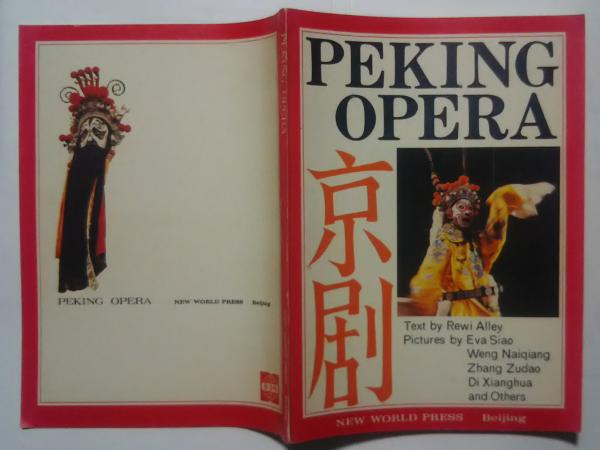 PEKING
OPERA
京剧
Text by Rewi Alley
Pictures by Eva Siao
Weng Naiqiang
Zhang Zudao
Di Xianghua
and Others
NEW WORLD PRESS Beijing
PEKING OPERA
PEKING OPERA NEW WORLD PRESS Beijing